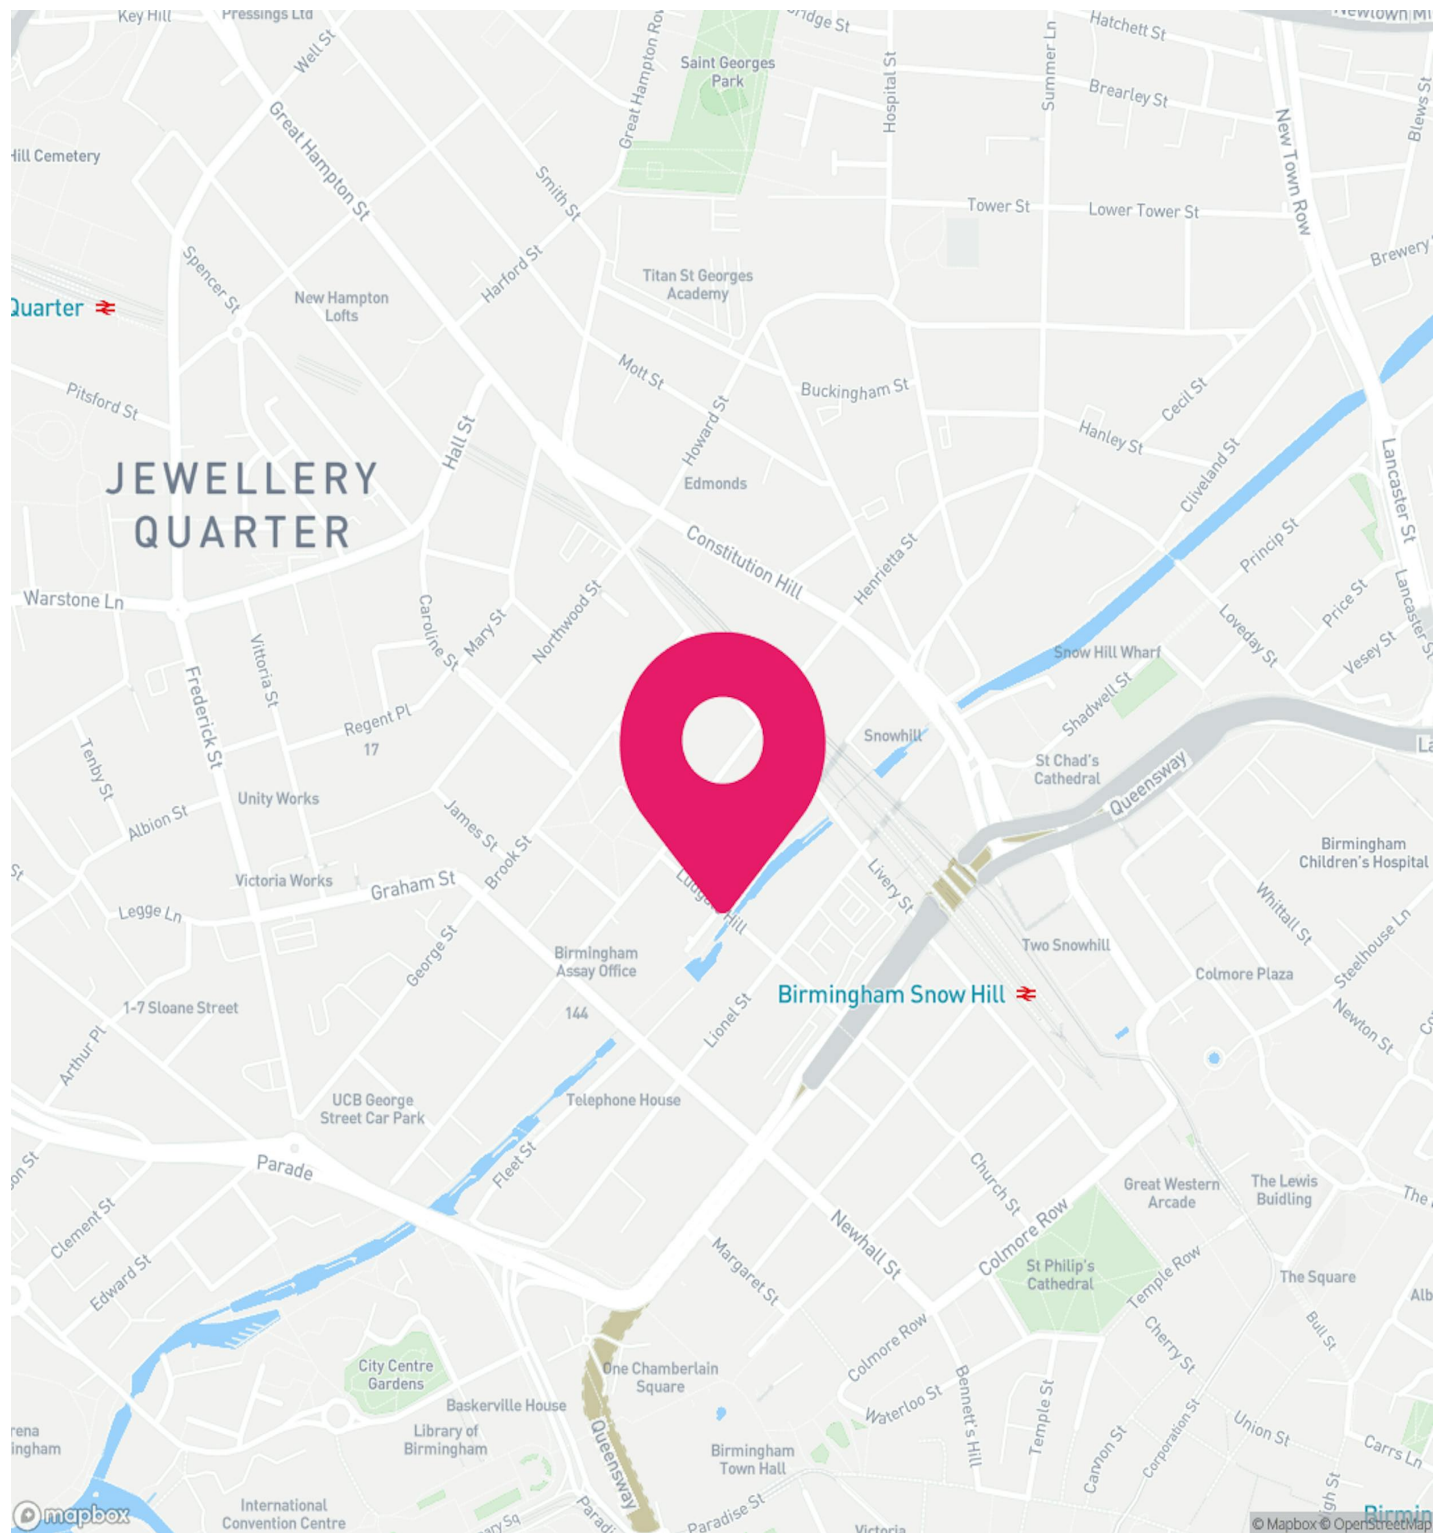 Key Hill
Pressings Ltd
Well St
Great Hampton Row
Saint Georges
Park
Hospital St
Summer Ln
Hatchett St
Brearley St
New Town Row
Blews St
Hill Cemetery
Great Hampton St
Smith St
Tower St
Lower Tower St
Spencer St
Harford St
Titan St Georges
Academy
New Hampton
Lofts
Quarter
Mott St
Buckingham St
Cecil St
Pitsford St
Howard St
Hanley St
Hall St
JEWELLERY
QUARTER
Edmonds
Cliveland St
Lancaster St
Constitution Hill
Henrietta St
Princip St
Warstone Ln
Caroline St
Mary St
Northwood St
Loveday St
Price St
Lancaster St
Vesey St
Vittoria St
Frederick St
Regent Pl
17
Snow Hill Wharf
Shadwell St
Snowhill
St Chad's
Cathedral
Queensway
Tenby St
Unity Works
Albion St
James St
Brook St
Birmingham
Children's Hospital
Victoria Works
Graham St
Livery St
Legge Ln
Whittall St
Steelhouse Ln
George St
Birmingham
Assay Office
Hill
Two Snowhill
Colmore Plaza
1-7 Sloane Street
144
Lionel St
Birmingham Snow Hill
Newton St
Arthur Pl
UCB George
Street Car Park
Telephone House
Fleet St
Parade
Church St
Great Western
Arcade
The Lewis
Buidling
Clement St
Edward St
Newhall St
Margaret St
Colmore Row
St Philip's
Cathedral
Temple Row
The Square
Bull St
Cherry St
City Centre
Gardens
One Chamberlain
Square
Colmore Row
Baskerville House
Library of
Birmingham
Queensway
Waterloo St
Bennett's Hill
Temple St
Cannon St
Corporation St
Union St
Carrs Ln
Birmingham
Town Hall
International
Convention Centre
Paradise St
Victoria
mapbox
© Mapbox © OpenStreetMap